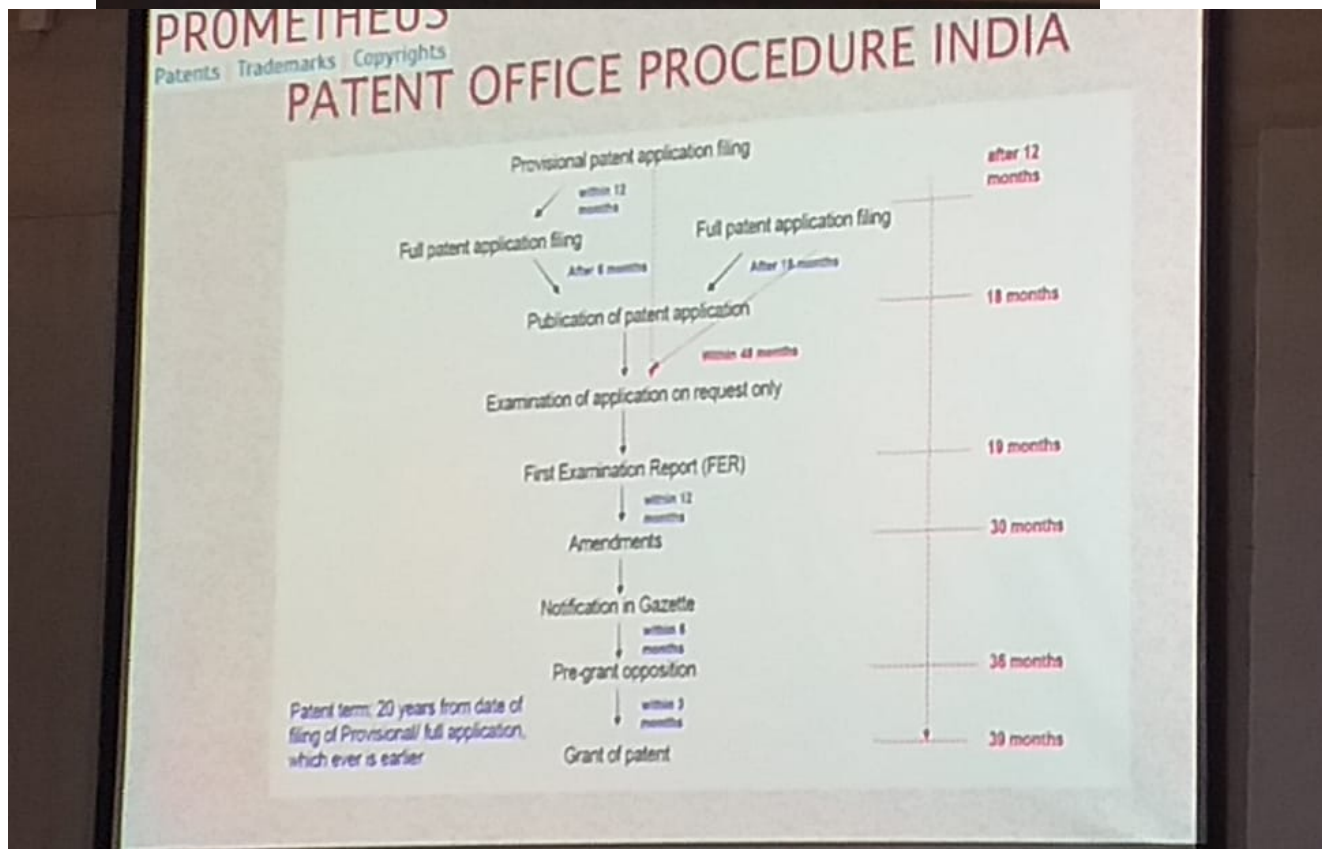 PROMETHEUS
Patents Trademarks Copyrights
PATENT OFFICE PROCEDURE INDIA
Provisional patent application filing
within 12
months
Full patent application filing
After 6 months
Full patent application filing
After 18 months
Publication of patent application
Within 48 months
Examination of application on request only
First Examination Report (FER)
within 12
months
Amendments
Notification in Gazette
within 6
months
Pre-grant opposition
within 3
months
Grant of patent
Patent term: 20 years from date of
filing of Provisional/ full application,
which ever is earlier
after 12
months
18 months
19 months
30 months
36 months
39 months